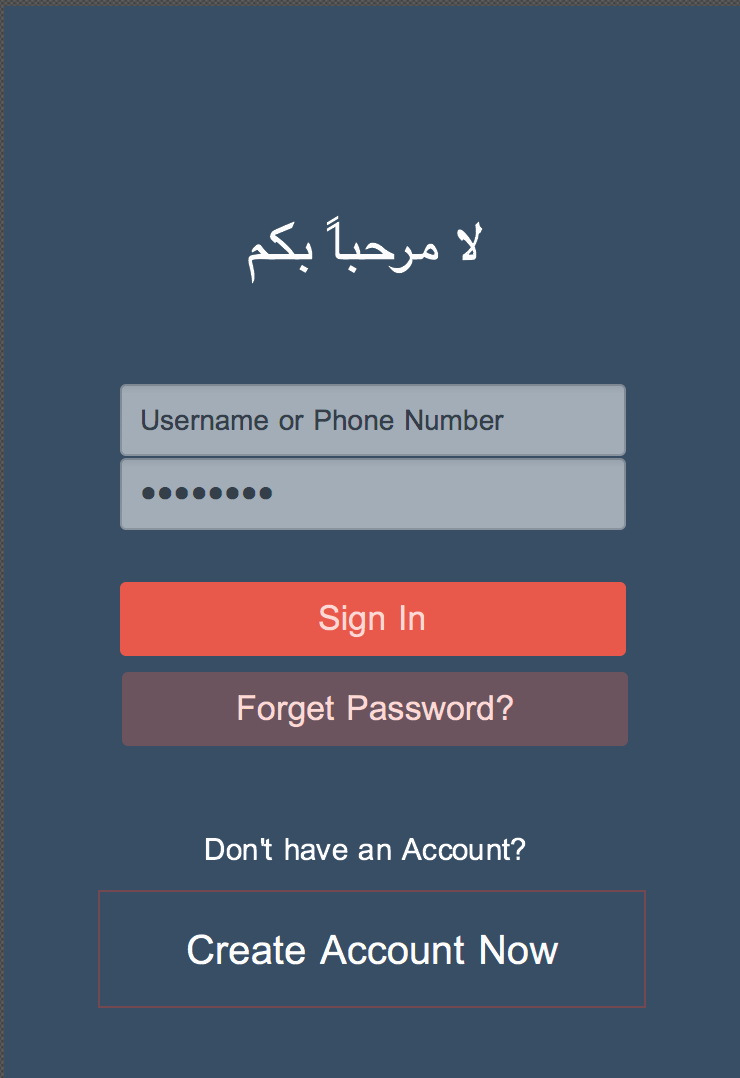 لا مرحباً بكم
Username or Phone Number
••••••••
Sign In
Forget Password?
Don't have an Account?
Create Account Now